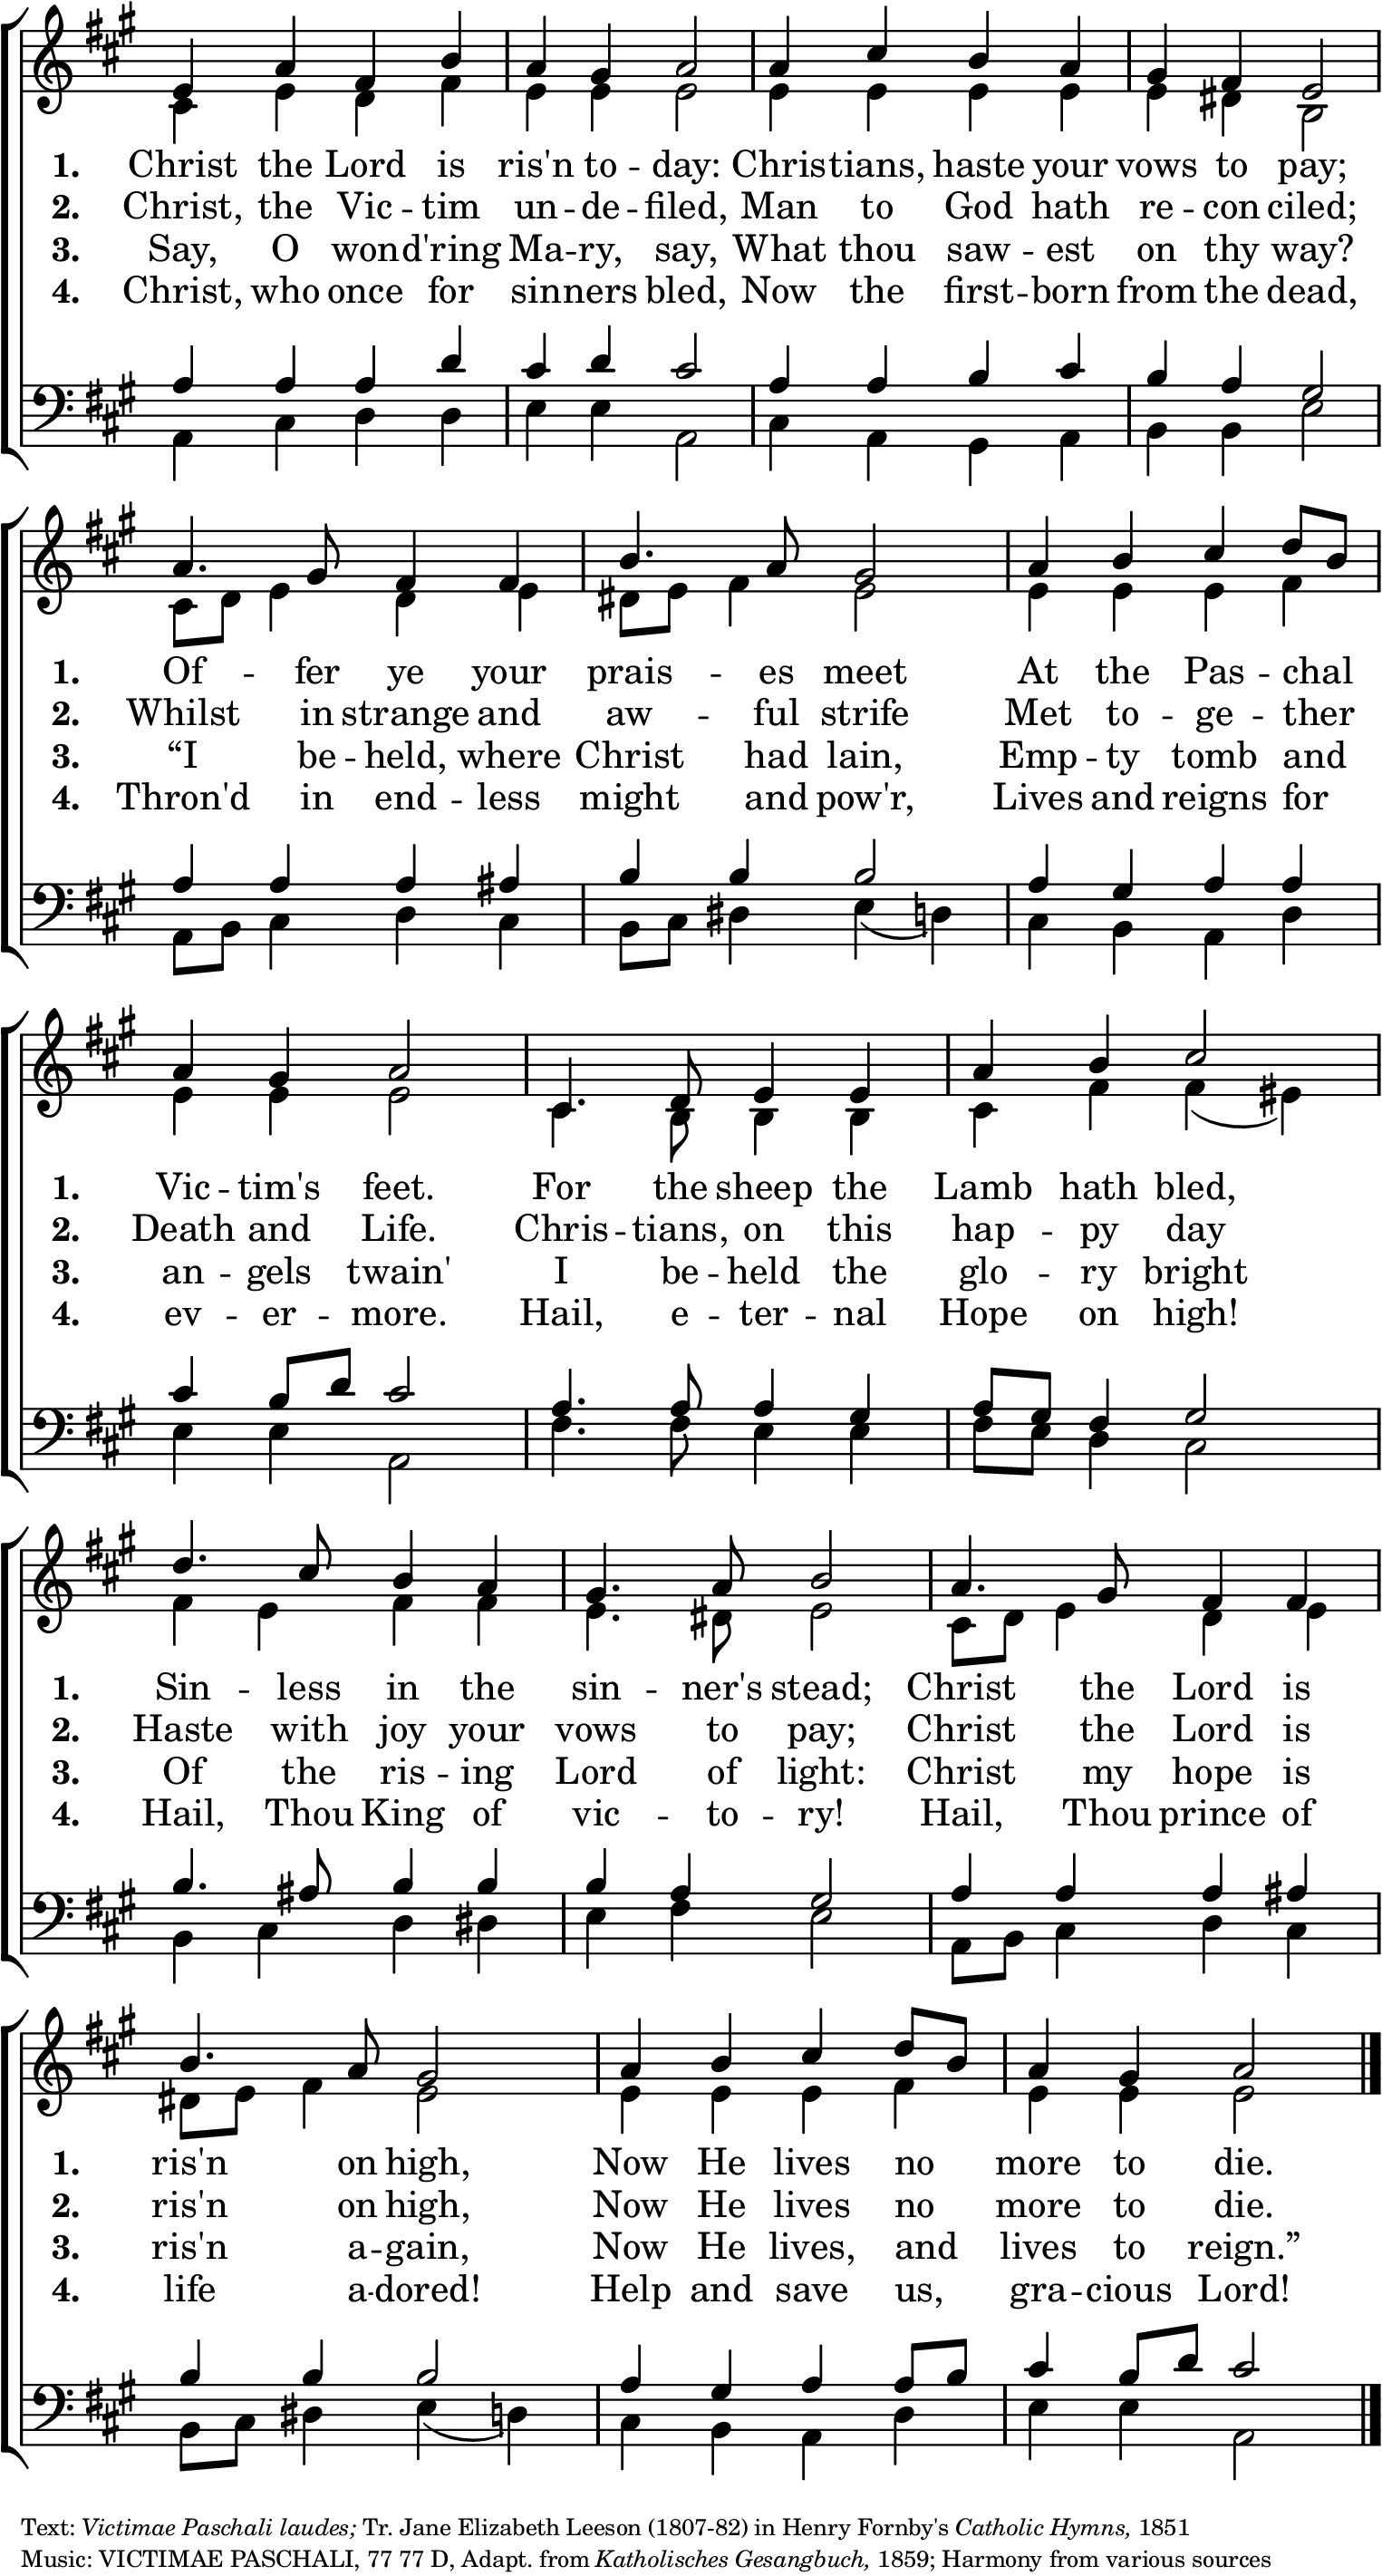 1. Christ the Lord is ris'n to -- day: Christians, haste your vows to pay;
2. Christ, the Vic -- tim un -- de -- filed, Man to God hath re -- con ciled;
3. Say, O wond'ring Ma -- ry, say, What thou saw -- est on thy way?
4. Christ, who once for sinners bled, Now the first -- born from the dead,
1. Of -- fer ye your prais -- es meet At the Pas -- chal
2. Whilst in strange and aw -- ful strife Met to -- ge -- ther
3. “I be -- held, where Christ had lain, Emp -- ty tomb and
4. Thron'd in end -- less might and pow'r, Lives and reigns for
1. Vic -- tim's feet. For the sheep the Lamb hath bled,
2. Death and Life. Chris -- tians, on this hap -- py day
3. an -- gels twain' I be -- held the glo -- ry bright
4. ev -- er -- more. Hail, e -- ter -- nal Hope on high!
1. Sin -- less in the sin -- ner's stead; Christ the Lord is
2. Haste with joy your vows to pay; Christ the Lord is
3. Of the ris -- ing Lord of light: Christ my hope is
4. Hail, Thou King of vic -- to -- ry! Hail, Thou prince of
1. ris'n on high, Now He lives no more to die.
2. ris'n on high, Now He lives no more to die.
3. ris'n a -- gain, Now He lives, and lives to reign.”
4. life a -- dored! Help and save us, gra -- cious Lord!
Text: Victimae Paschali laudes; Tr. Jane Elizabeth Leeson (1807-82) in Henry Fornby's Catholic Hymns, 1851
Music: VICTIMAE PASCHALI, 77 77 D, Adapt. from Katholisches Gesangbuch, 1859; Harmony from various sources